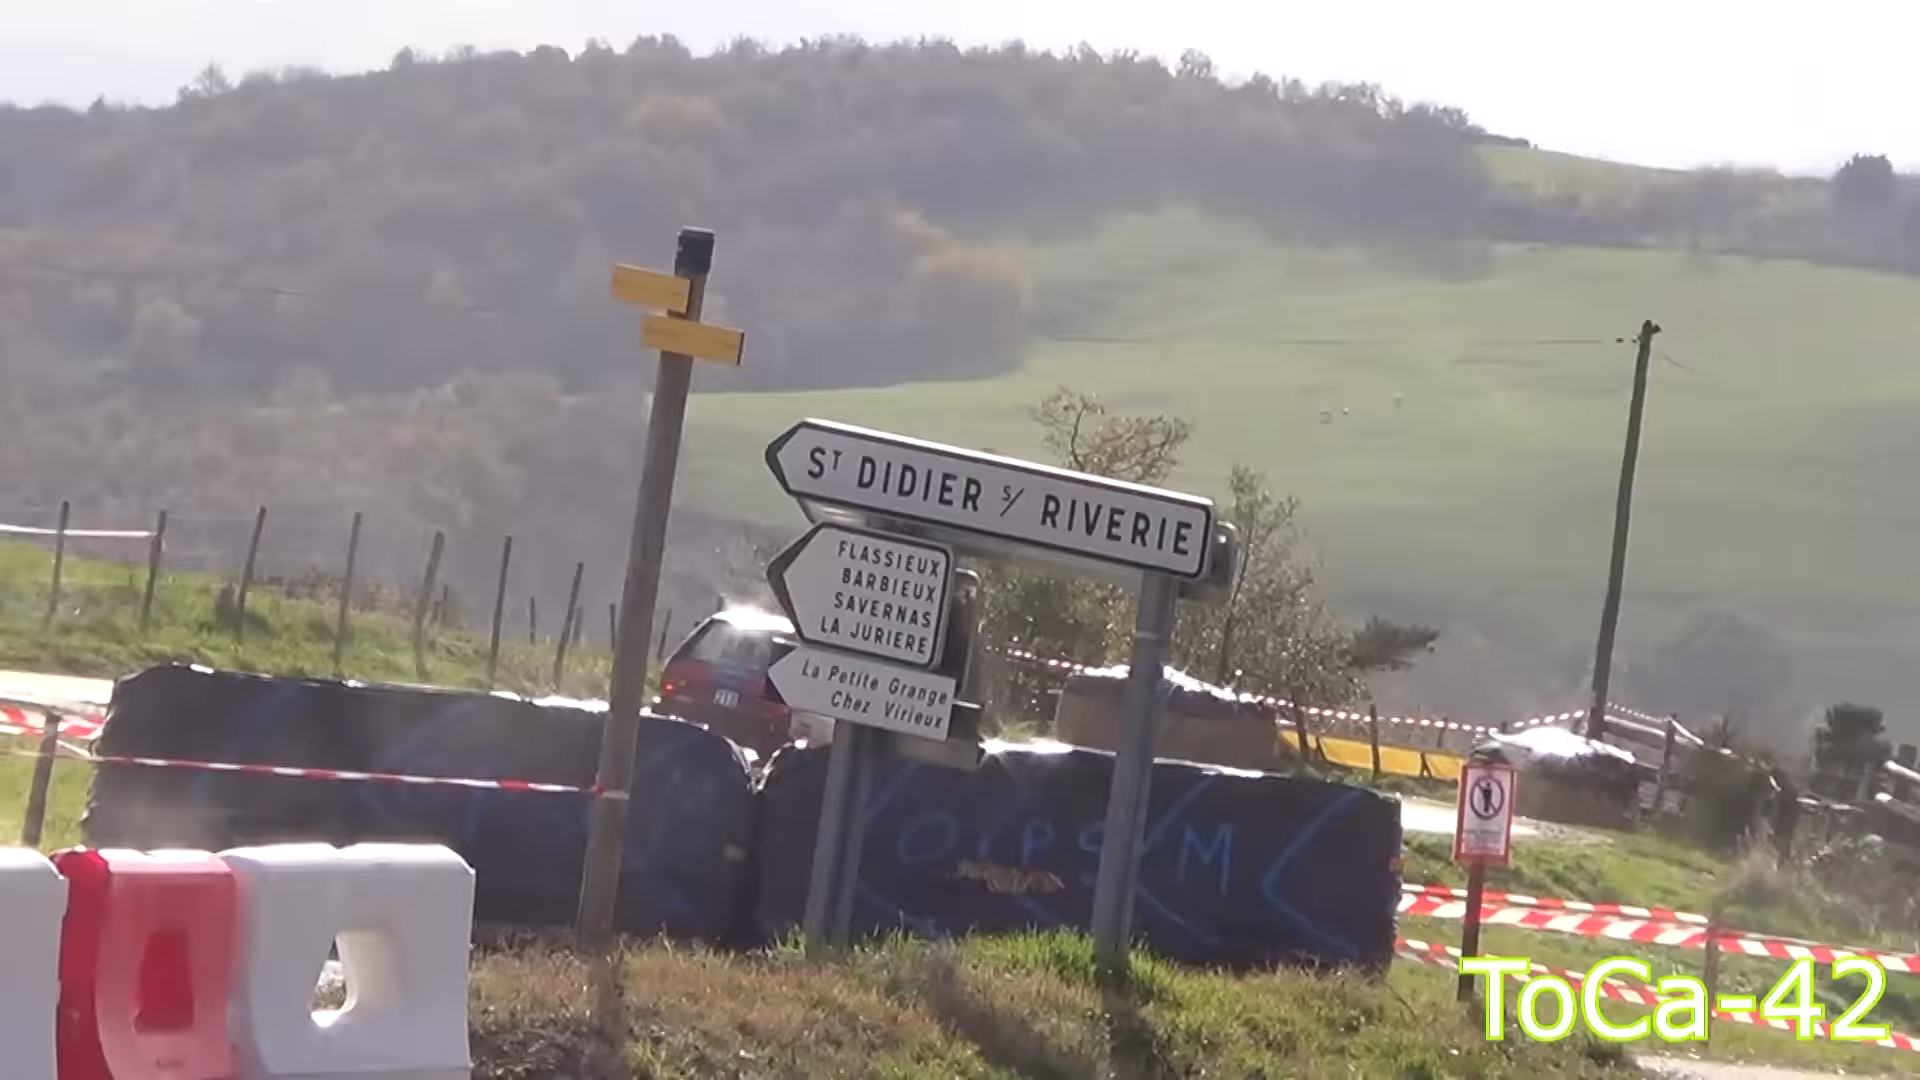 ST DIDIER S/ RIVERIE
FLASSIEUX
BARBIEUX
SAVERNAS
LA JURIERE
La Petite Grange
Chez Virieux
ToCa-42